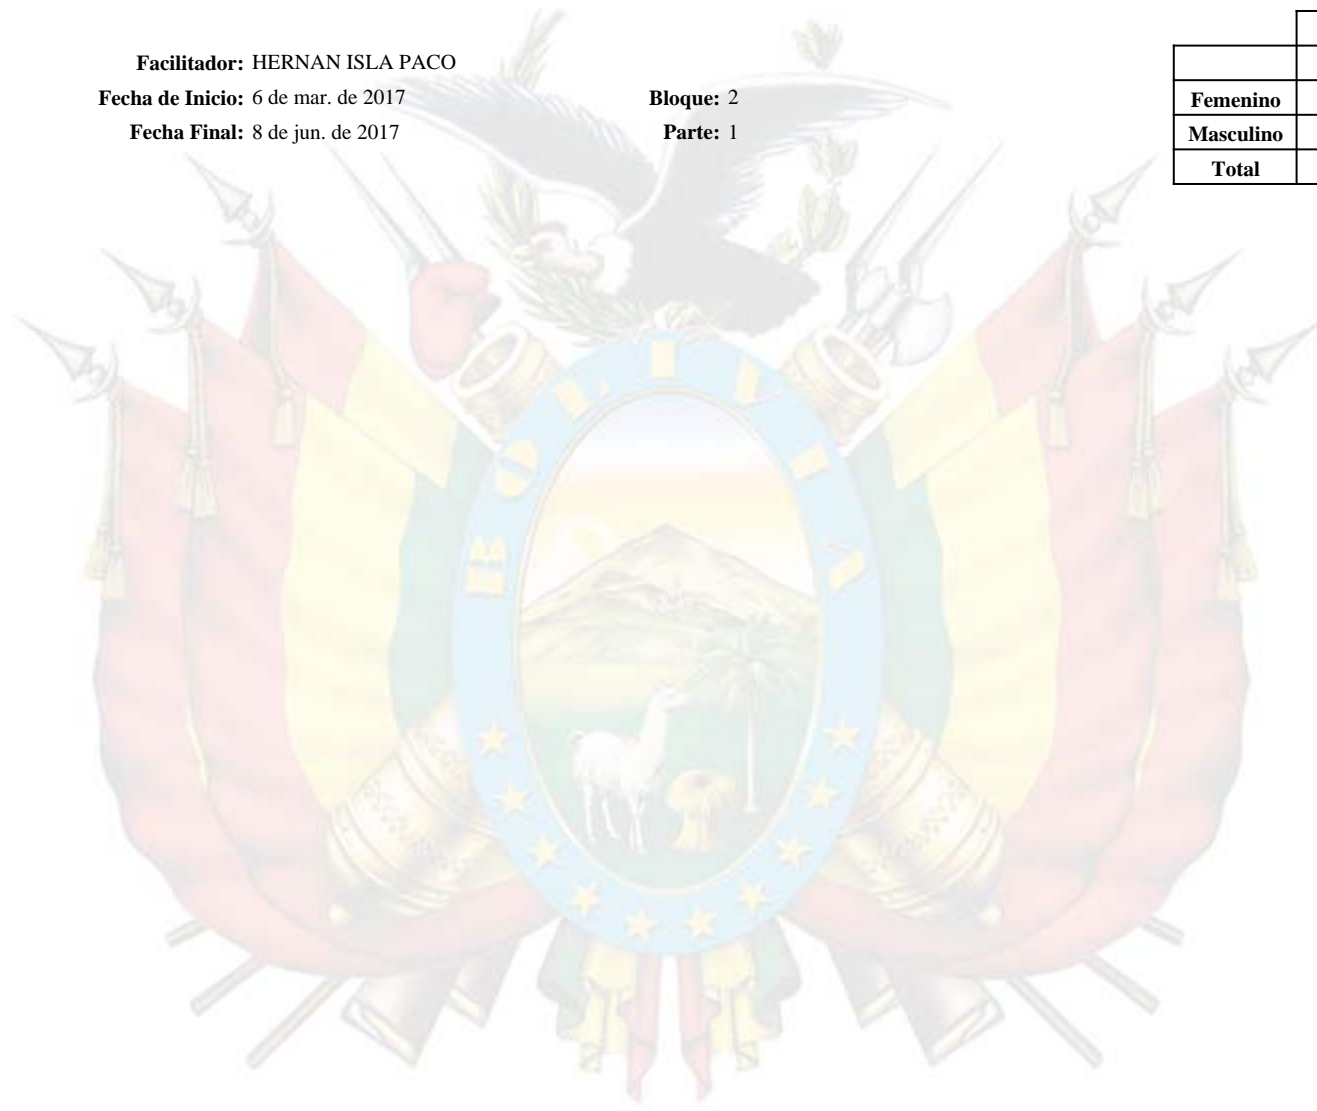 Facilitador: HERNAN ISLA PACO
Fecha de Inicio: 6 de mar. de 2017 Bloque: 2
Fecha Final: 8 de jun. de 2017 Parte: 1
Femenino
Masculino
Total
BOLIVIA